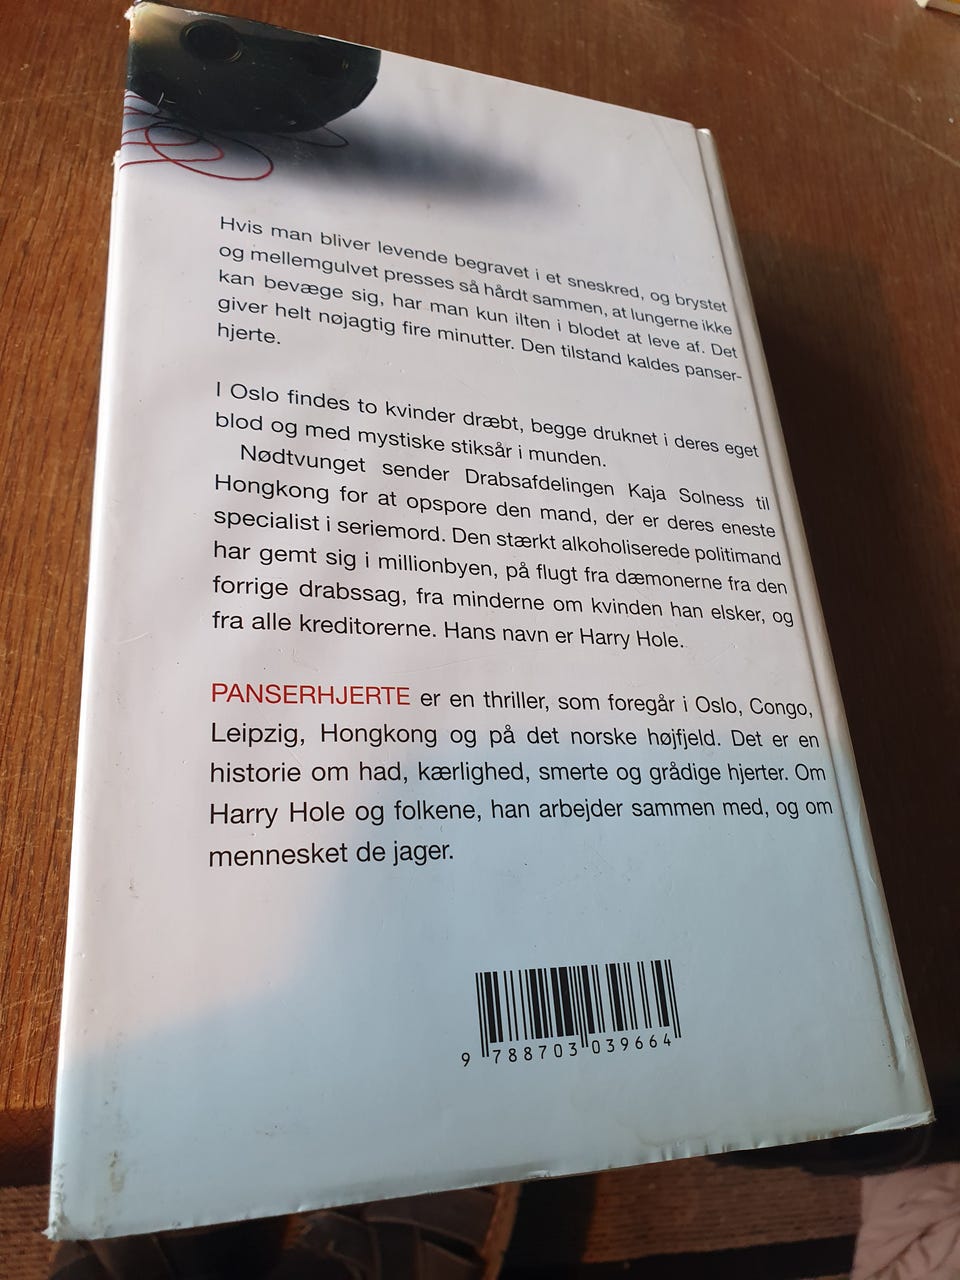 Hvis man bliver levende begravet i et sneskred, og brystet
og mellemgulvet presses så hårdt sammen, at lungerne ikke
kan bevæge sig, har man kun ilten i blodet at leve af. Det
giver helt nøjagtig fire minutter. Den tilstand kaldes panser-
hjerte.
I Oslo findes to kvinder dræbt, begge druknet i deres eget
blod og med mystiske stiksår i munden.
Nødtvunget sender Drabsafdelingen Kaja Solness til
Hongkong for at opspore den mand, der er deres eneste
specialist i seriemord. Den stærkt alkoholiserede politimand
har gemt sig i millionbyen, på flugt fra dæmonerne fra den
forrige drabssag, fra minderne om kvinden han elsker, og
fra alle kreditorerne. Hans navn er Harry Hole.
PANSERHJERTE er en thriller, som foregår i Oslo, Congo,
Leipzig, Hongkong og på det norske højfjeld. Det er en
historie om had, kærlighed, smerte og grådige hjerter. Om
Harry Hole og folkene, han arbejder sammen med, og om
mennesket de jager.
9 788703 039664